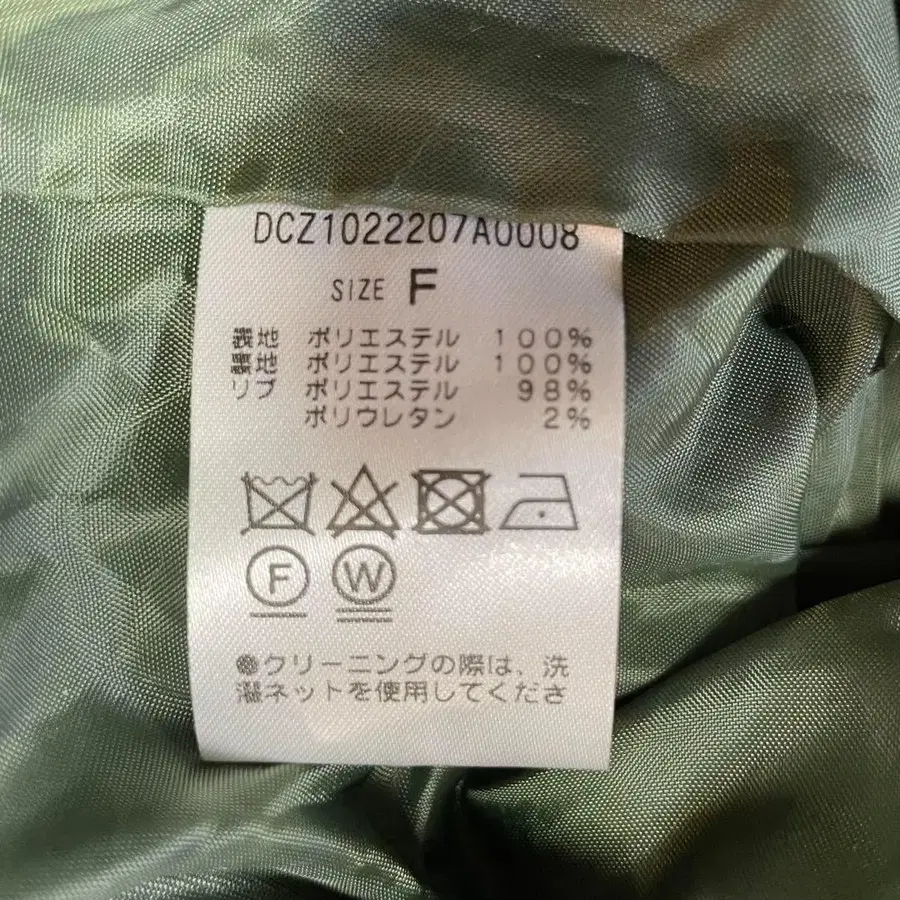 DCZ1022207A0008
SIZE F
表地 ポリエステル 100%
裏地 ポリエステル 100%
リブ ポリエステル 98%
ポリウレタン 2%
F W
●クリーニングの際は、洗
濯ネットを使用してくださ